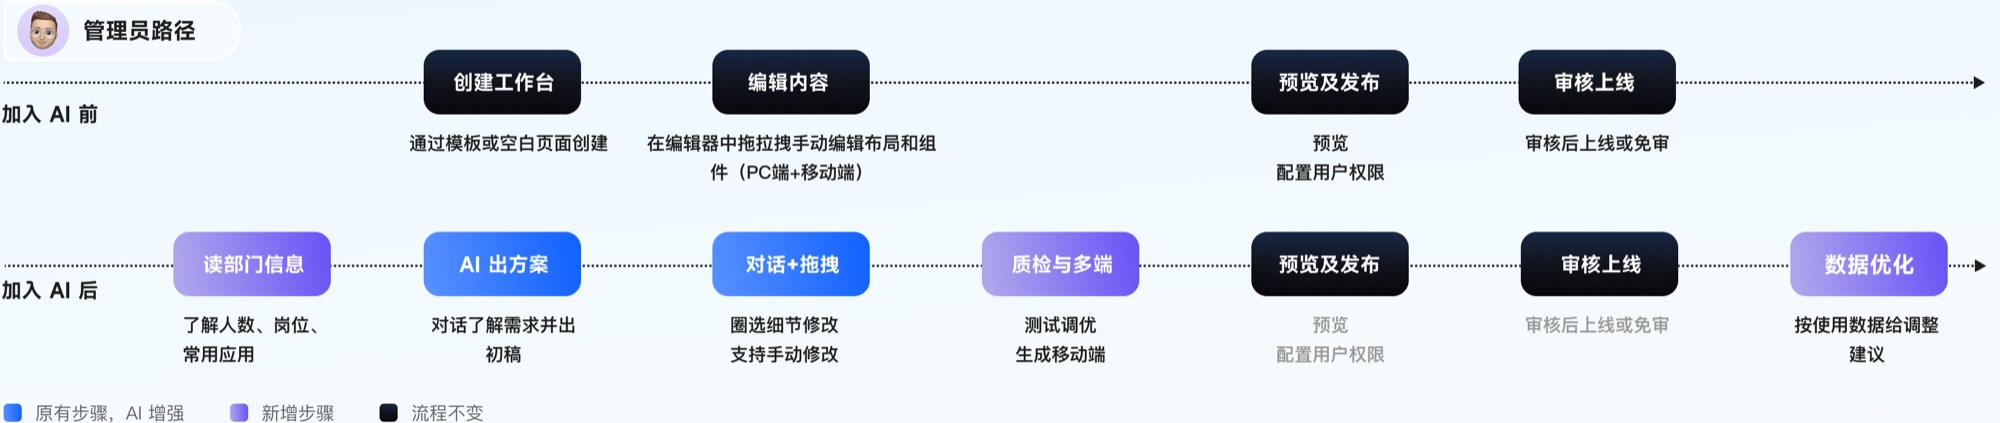 管理员路径
创建工作台
编辑内容
预览及发布
审核上线
加入 AI 前
通过模板或空白页面创建
在编辑器中拖拉拽手动编辑布局和组
件（PC端+移动端）
预览
配置用户权限
审核后上线或免审
读部门信息
AI 出方案
对话+拖拽
质检与多端
预览及发布
审核上线
数据优化
加入 AI 后
了解人数、岗位、
常用应用
对话了解需求并出
初稿
圈选细节修改
支持手动修改
测试调优
生成移动端
预览
配置用户权限
审核后上线或免审
按使用数据给调整
建议
原有步骤，AI 增强
新增步骤
流程不变